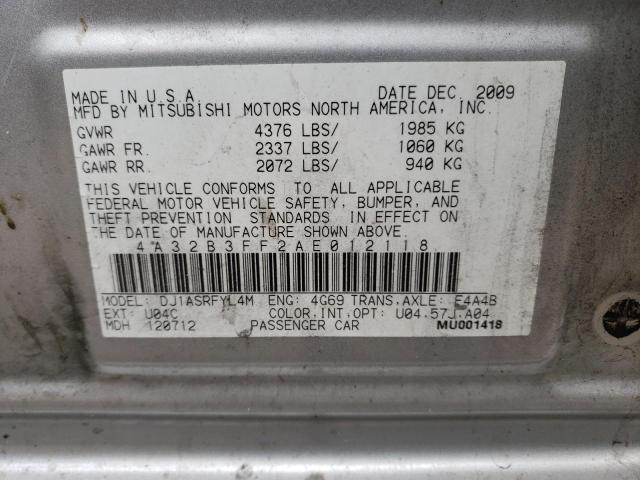 MADE IN U.S.A. DATE DEC. 2009
MFD BY MITSUBISHI MOTORS NORTH AMERICA, INC.
GVWR 4376 LBS/ 1985 KG
GAWR FR. 2337 LBS/ 1060 KG
GAWR RR. 2072 LBS/ 940 KG
THIS VEHICLE CONFORMS TO ALL APPLICABLE
FEDERAL MOTOR VEHICLE SAFETY, BUMPER, AND
THEFT PREVENTION STANDARDS IN EFFECT ON
THE DATE OF MANUFACTURE SHOWN ABOVE.
4A32B3FF2AE012118
MODEL: DJ1ASRFYL4M ENG: 4G69 TRANS.AXLE: F4A4B
EXT: U04C COLOR,INT,OPT: U04.57J.A04
MDH 120712 PASSENGER CAR MU001418